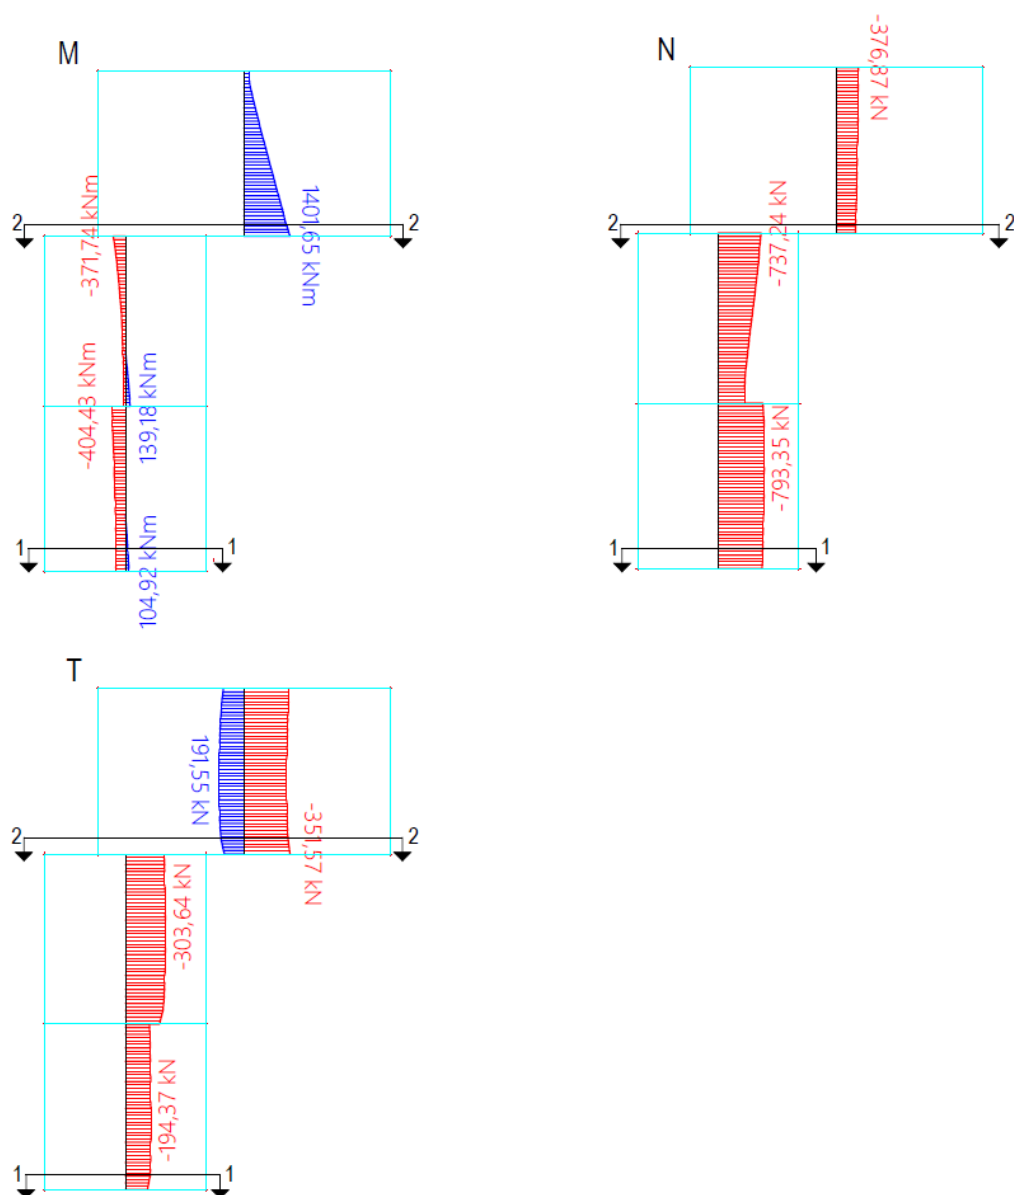 M
1401,65 kNm
-371,74 kNm
2
2
-404,43 kNm
139,18 kNm
1
1
104,92 kNm
N
-376,87 kN
-737,24 kN
2
2
-793,35 kN
1
1
T
191,55 kN
-351,57 kN
2
2
-303,64 kN
-194,37 kN
1
1